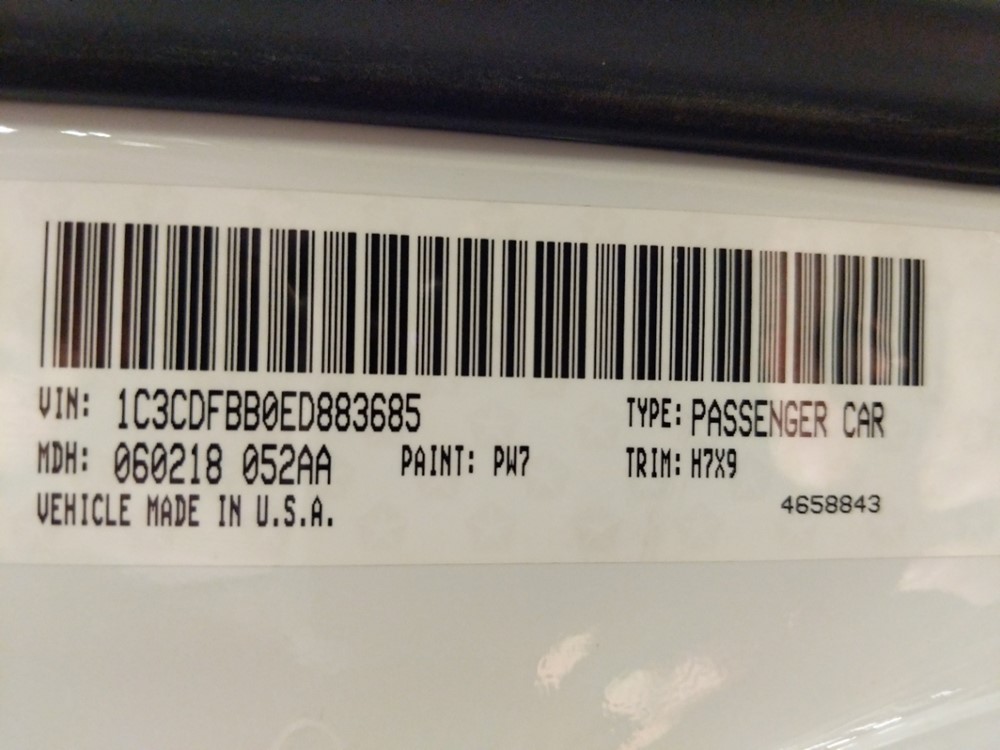 VIN: 1C3CDFBB0ED883685 TYPE: PASSENGER CAR
MDH: 060218 052AA PAINT: PW7 TRIM: H7X9
VEHICLE MADE IN U.S.A. 4658843